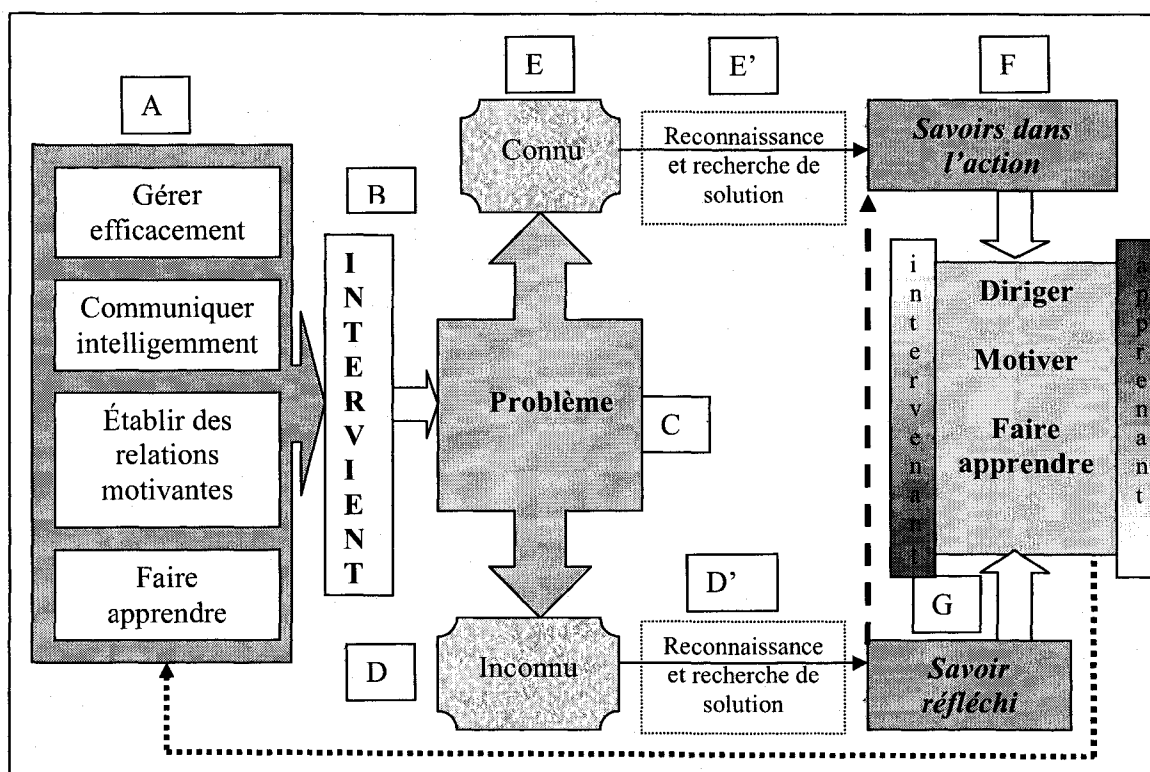 A
Gérer
efficacement
Communiquer
intelligemment
Établir des
relations
motivantes
Faire
apprendre
B
INTERVIENT
E
Connu
Problème
C
D
Inconnu
E’
Reconnaissance
et recherche de
solution
D’
Reconnaissance
et recherche de
solution
F
Savoirs dans
l’action
intervenant
Diriger
Motiver
Faire
apprendre
apprenant
G
Savoir
réfléchi